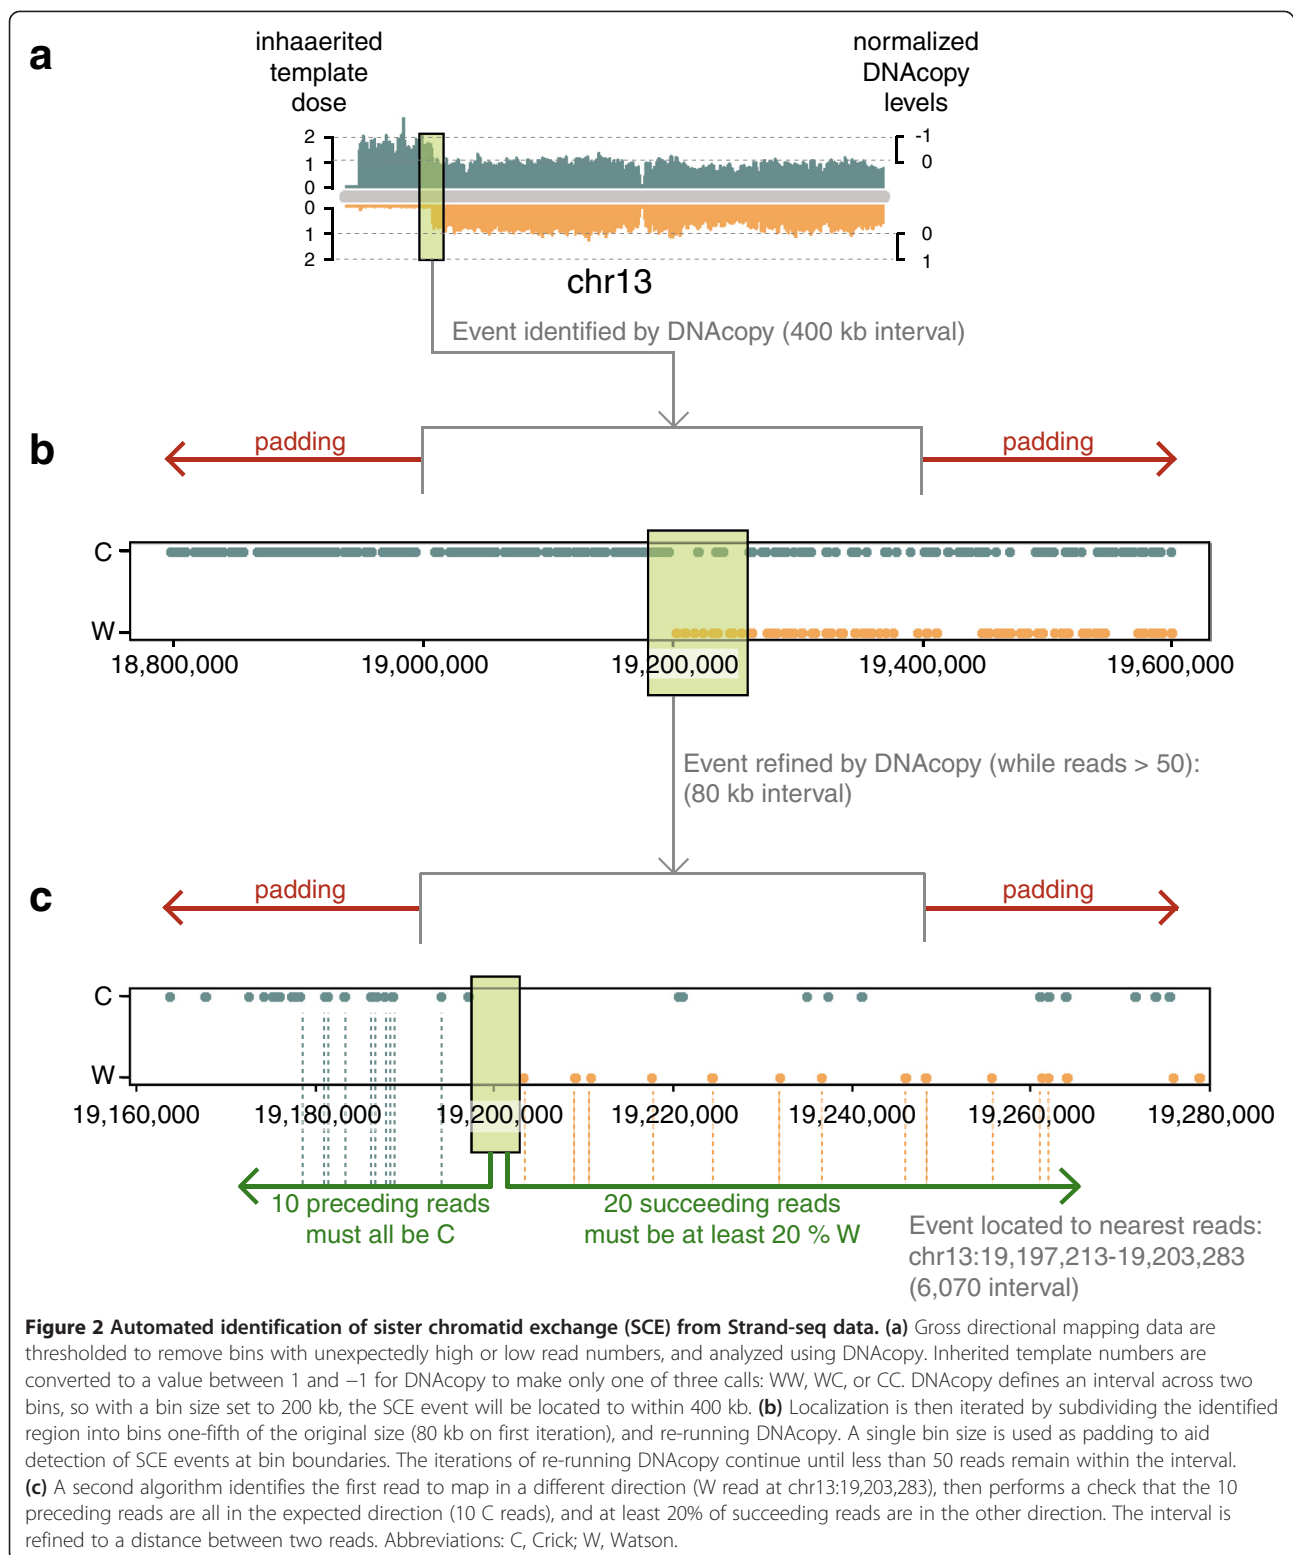 a
inhaaerited
template
dose
normalized
DNAcopy
levels
2
1
0
0
1
2
-1
0
0
1
chr13
Event identified by DNAcopy (400 kb interval)
b
padding
padding
C
W
18,800,000
19,000,000
19,200,000
19,400,000
19,600,000
Event refined by DNAcopy (while reads > 50):
(80 kb interval)
c
padding
padding
C
W
19,160,000
19,180,000
19,200,000
19,220,000
19,240,000
19,260,000
19,280,000
10 preceding reads
must all be C
20 succeeding reads
must be at least 20 % W
Event located to nearest reads:
chr13:19,197,213-19,203,283
(6,070 interval)
Figure 2 Automated identification of sister chromatid exchange (SCE) from Strand-seq data. (a) Gross directional mapping data are
thresholded to remove bins with unexpectedly high or low read numbers, and analyzed using DNAcopy. Inherited template numbers are
converted to a value between 1 and −1 for DNAcopy to make only one of three calls: WW, WC, or CC. DNAcopy defines an interval across two
bins, so with a bin size set to 200 kb, the SCE event will be located to within 400 kb. (b) Localization is then iterated by subdividing the identified
region into bins one-fifth of the original size (80 kb on first iteration), and re-running DNAcopy. A single bin size is used as padding to aid
detection of SCE events at bin boundaries. The iterations of re-running DNAcopy continue until less than 50 reads remain within the interval.
(c) A second algorithm identifies the first read to map in a different direction (W read at chr13:19,203,283), then performs a check that the 10
preceding reads are all in the expected direction (10 C reads), and at least 20% of succeeding reads are in the other direction. The interval is
refined to a distance between two reads. Abbreviations: C, Crick; W, Watson.